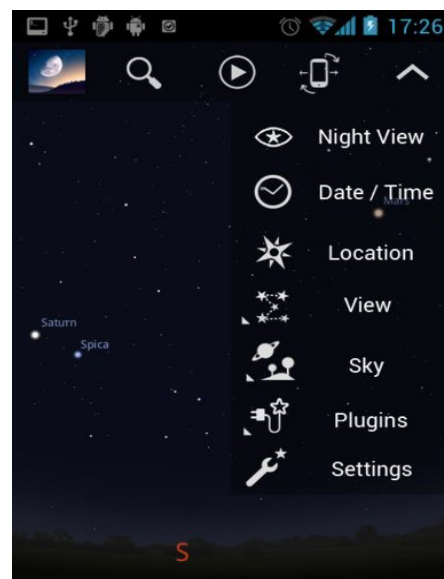 17:26
Night View
Date / Time
Mars
Location
View
Saturn
Spica
Sky
Plugins
Settings
S